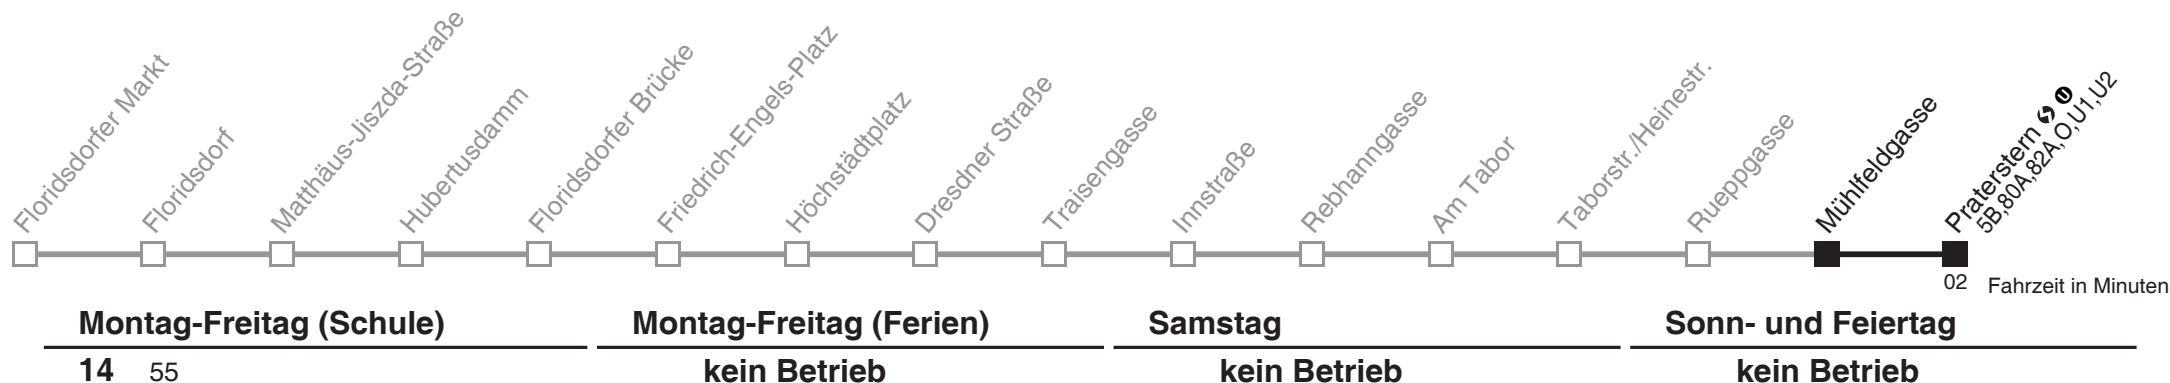 Floridsdorfer Markt
Floridsdorf
Matthäus-Jiszda-Straße
Hubertusdamm
Floridsdorfer Brücke
Friedrich-Engels-Platz
Höchstädtplatz
Dresdner Straße
Traisengasse
Innstraße
Rebhanngasse
Am Tabor
Taborstr./Heinestr.
Rueppgasse
Mühlfeldgasse
Praterstern S U
5B,80A,82A,O,U1,U2
02 Fahrzeit in Minuten
Montag-Freitag (Schule) Montag-Freitag (Ferien) Samstag Sonn- und Feiertag
14 55 kein Betrieb kein Betrieb kein Betrieb